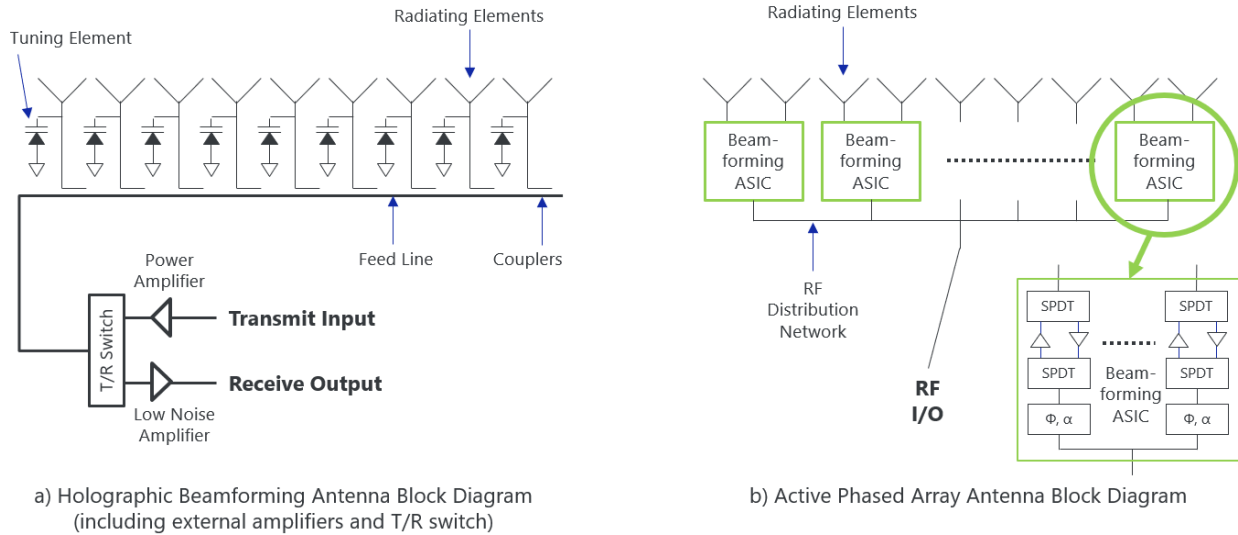 Radiating Elements
Tuning Element
Feed Line
Couplers
Power
Amplifier
T/R Switch
Transmit Input
Receive Output
Low Noise
Amplifier
a) Holographic Beamforming Antenna Block Diagram
(including external amplifiers and T/R switch)
Radiating Elements
Beam-
forming
ASIC
Beam-
forming
ASIC
Beam-
forming
ASIC
RF
Distribution
Network
RF
I/O
SPDT
SPDT
SPDT
SPDT
Beam-
forming
ASIC
Φ, α
Φ, α
b) Active Phased Array Antenna Block Diagram